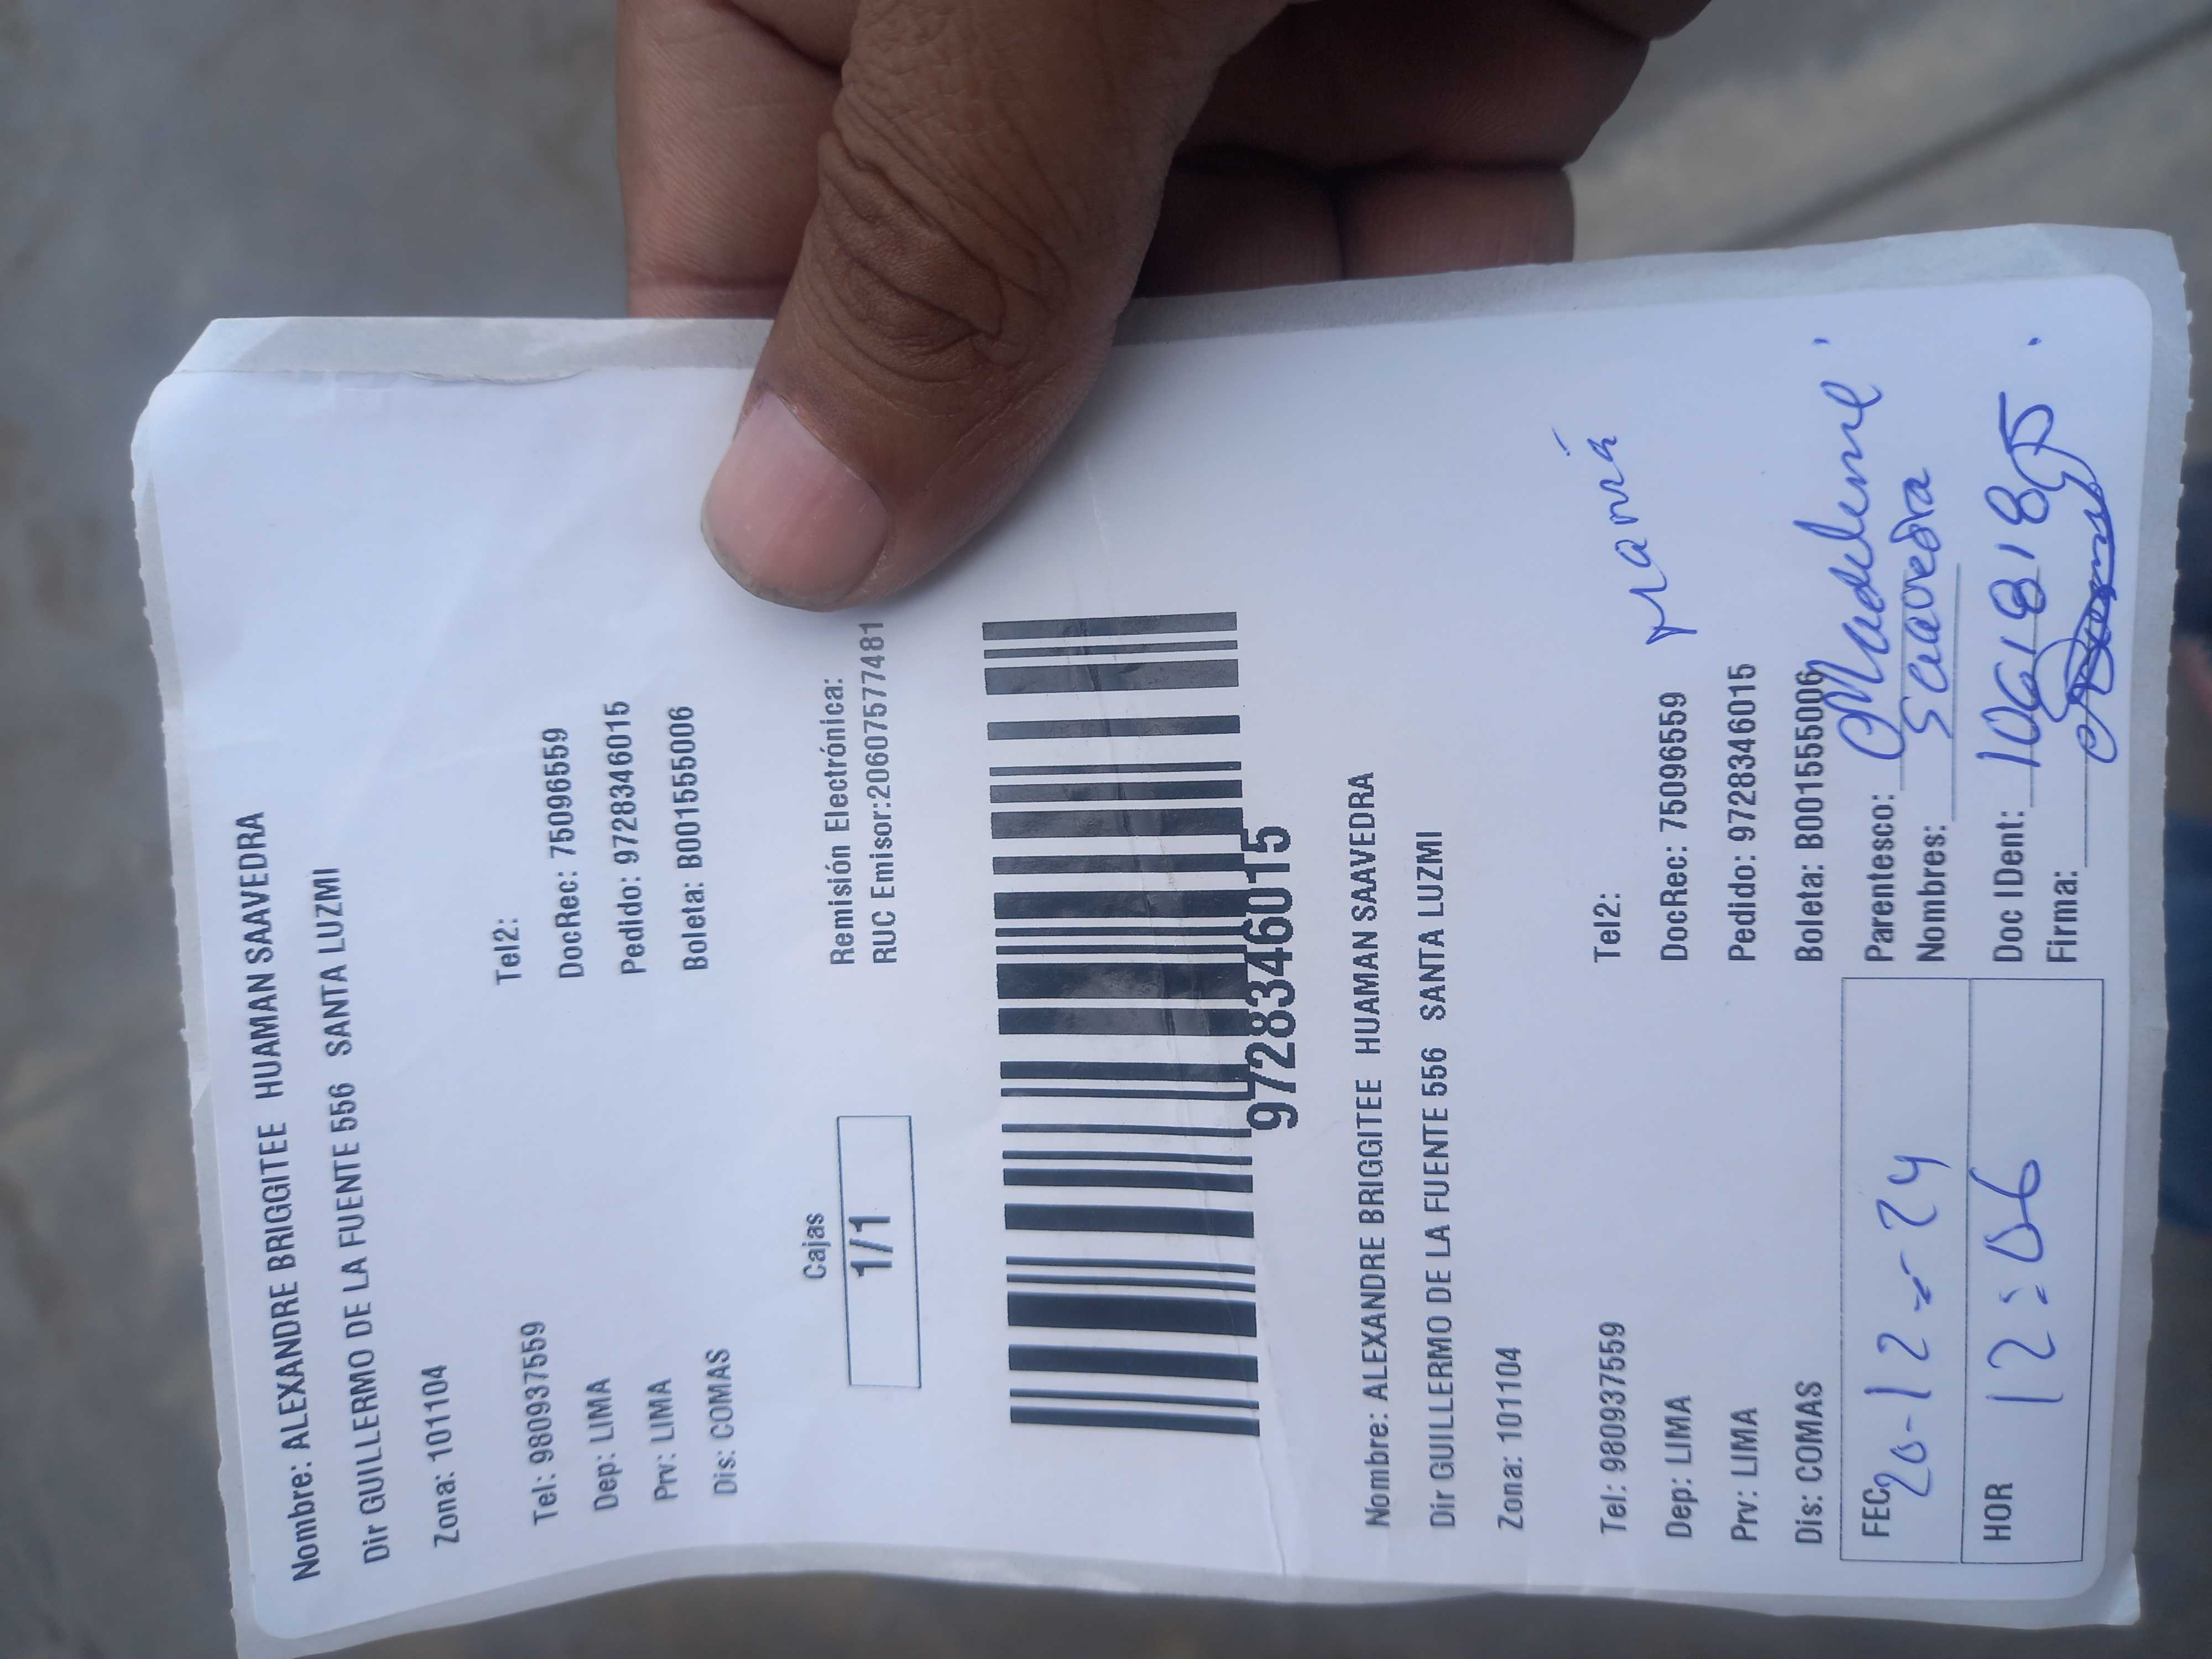 Nombre: ALEXANDRE BRIGGITEE HUAMAN SAAVEDRA
Dir GUILLERMO DE LA FUENTE 556 SANTA LUZMI
Zona: 101104
Tel: 980937559 Tel2:
Dep: LIMA DocRec: 75096559
Prv: LIMA Pedido: 9728346015
Dis: COMAS Boleta: B001555006
Cajas Remisión Electrónica:
1/1 RUC Emisor:20607577481
9728346015
Nombre: ALEXANDRE BRIGGITEE HUAMAN SAAVEDRA
Dir GUILLERMO DE LA FUENTE 556 SANTA LUZMI
Zona: 101104
Tel: 980937559 Tel2: mamá
Dep: LIMA DocRec: 75096559
Prv: LIMA Pedido: 9728346015
Dis: COMAS Boleta: B001555006
FEC 20-12-24 Parentesco: Madeleine
Nombres: Saavedra
HOR 12:06 Doc IDent:
Firma: